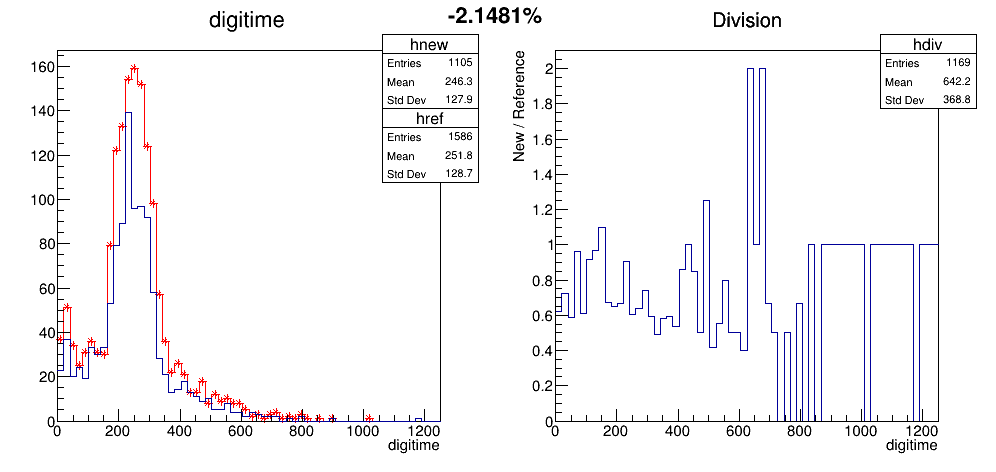 -2.1481%
digitime
hnew
Entries 1105
Mean 246.3
Std Dev 127.9
href
Entries 1586
Mean 251.8
Std Dev 128.7
160
140
120
100
80
60
40
20
0
0 200 400 600 800 1000 1200
digitime
Division
hdiv
Entries 1169
Mean 642.2
Std Dev 368.8
New / Reference
2
1.8
1.6
1.4
1.2
1
0.8
0.6
0.4
0.2
0
0 200 400 600 800 1000 1200
digitime